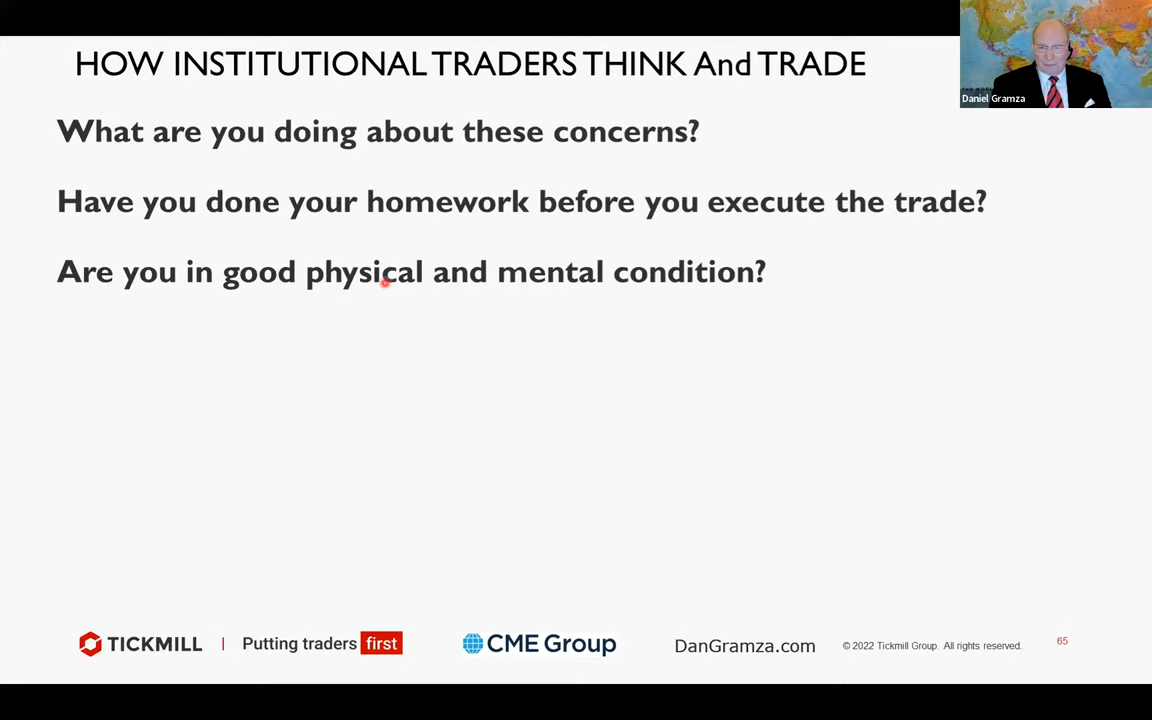 HOW INSTITUTIONAL TRADERS THINK And TRADE
Daniel Gramza
What are you doing about these concerns?
Have you done your homework before you execute the trade?
Are you in good physical and mental condition?
TICKMILL | Putting traders first CME Group DanGramza.com © 2022 Tickmill Group. All rights reserved. 65